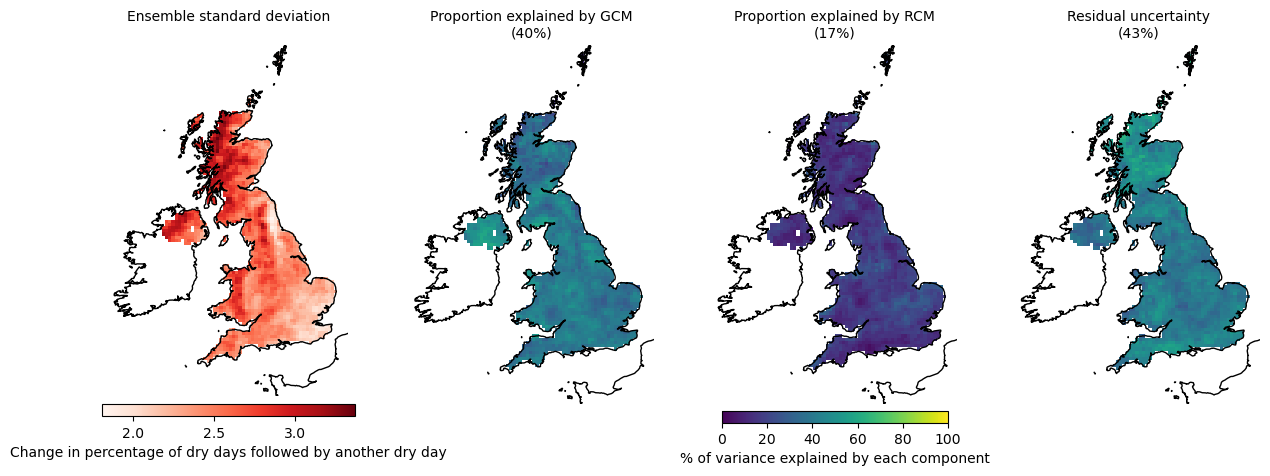 Ensemble standard deviation
Proportion explained by GCM
(40%)
Proportion explained by RCM
(17%)
Residual uncertainty
(43%)
2.0 2.5 3.0
Change in percentage of dry days followed by another dry day
0 20 40 60 80 100
% of variance explained by each component